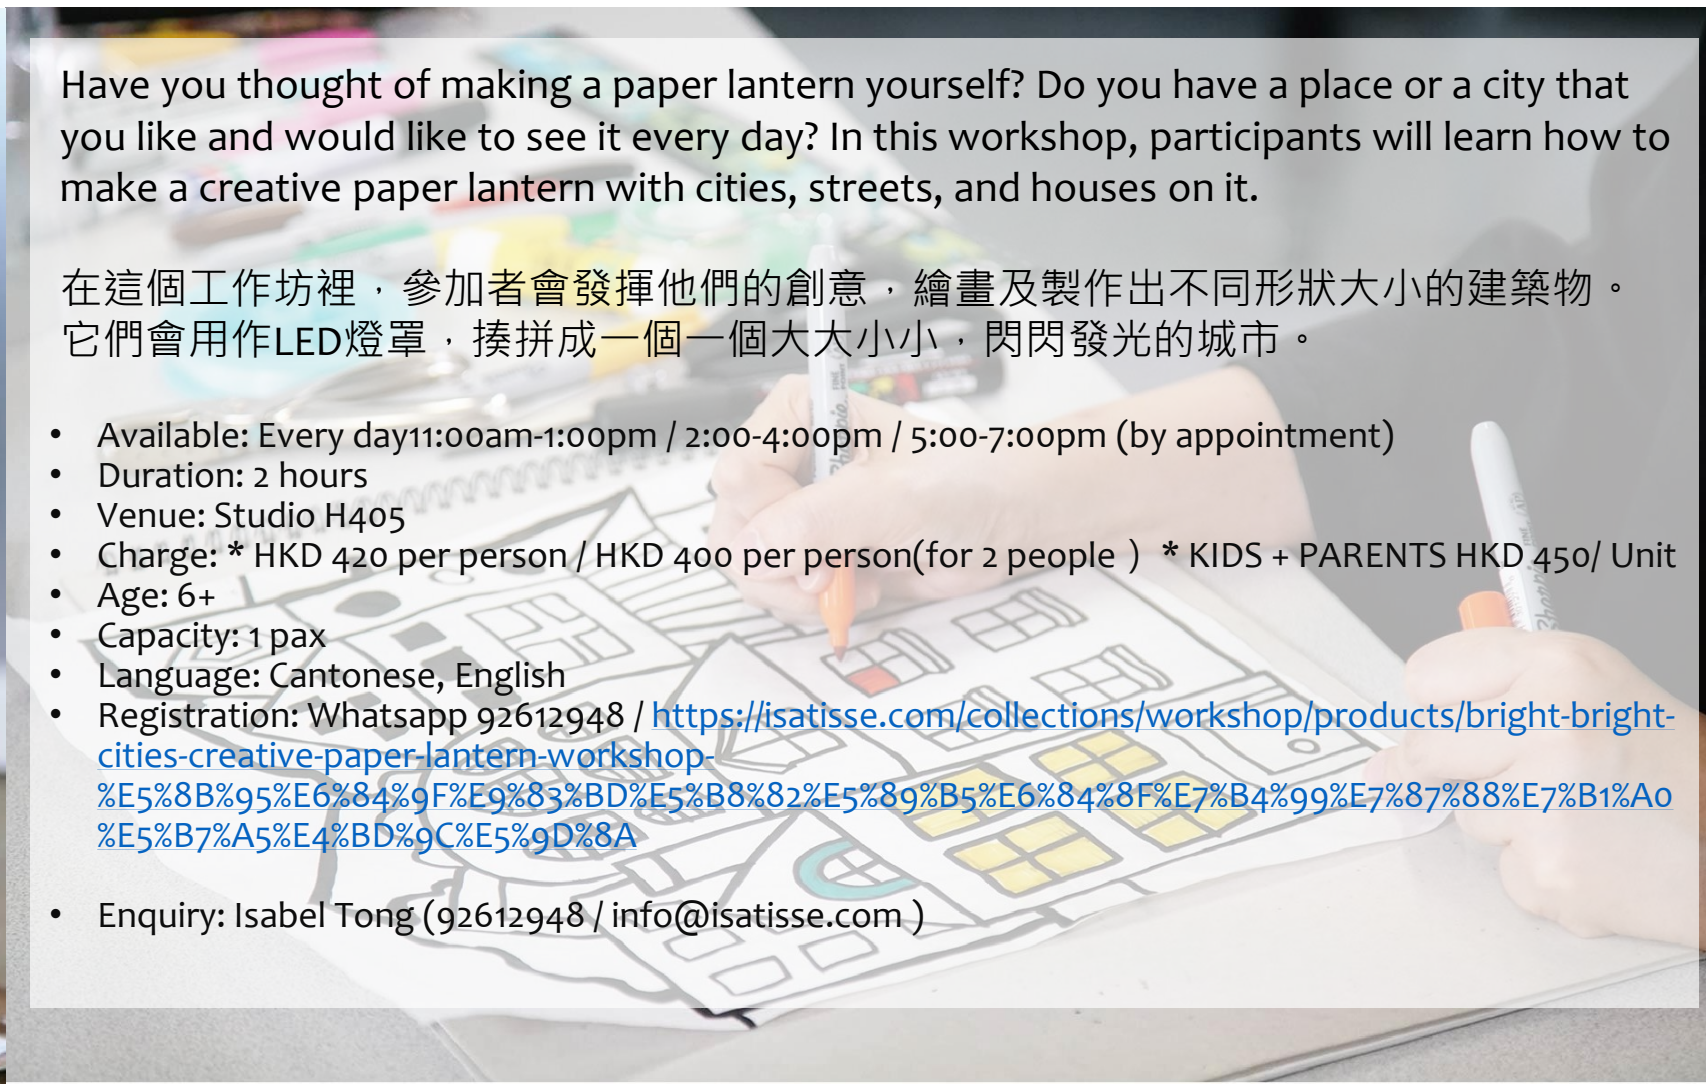 Have you thought of making a paper lantern yourself? Do you have a place or a city that
you like and would like to see it every day? In this workshop, participants will learn how to
make a creative paper lantern with cities, streets, and houses on it.
在這個工作坊裡，參加者會發揮他們的創意，繪畫及製作出不同形狀大小的建築物。
它們會用作LED燈罩，揍拼成一個一個大大小小，閃閃發光的城市。
• Available: Every day11:00am-1:00pm / 2:00-4:00pm / 5:00-7:00pm (by appointment)
• Duration: 2 hours
• Venue: Studio H405
• Charge: * HKD 420 per person / HKD 400 per person(for 2 people ) * KIDS + PARENTS HKD 450/ Unit
• Age: 6+
• Capacity: 1 pax
• Language: Cantonese, English
• Registration: Whatsapp 92612948 / https://isatisse.com/collections/workshop/products/bright-bright-
cities-creative-paper-lantern-workshop-
%E5%8B%95%E6%84%9F%E9%83%BD%E5%B8%82%E5%89%B5%E6%84%8F%E7%B4%99%E7%87%88%E7%B1%A0
%E5%B7%A5%E4%BD%9C%E5%9D%8A
• Enquiry: Isabel Tong (92612948 / info@isatisse.com )
Sharpie